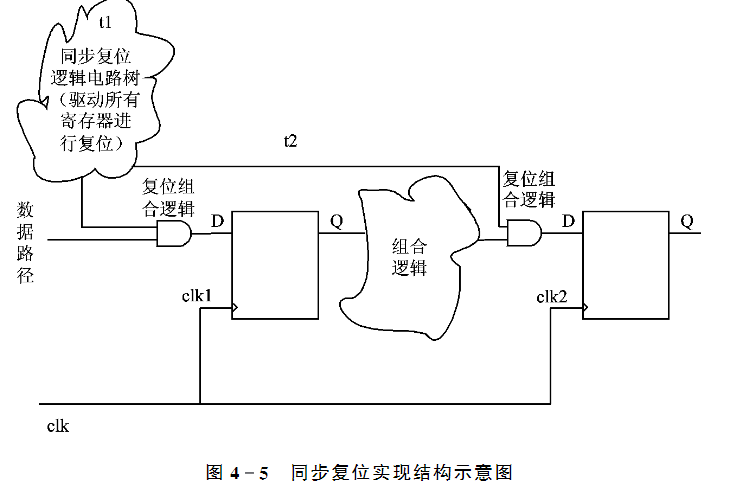 t1
同步复位
逻辑电路树
（驱动所有
寄存器进
行复位）
t2
复位组
合逻辑
复位组
合逻辑
数
据
路
径
D
Q
组合
逻辑
D
Q
clk1
clk2
clk
图 4-5 同步复位实现结构示意图